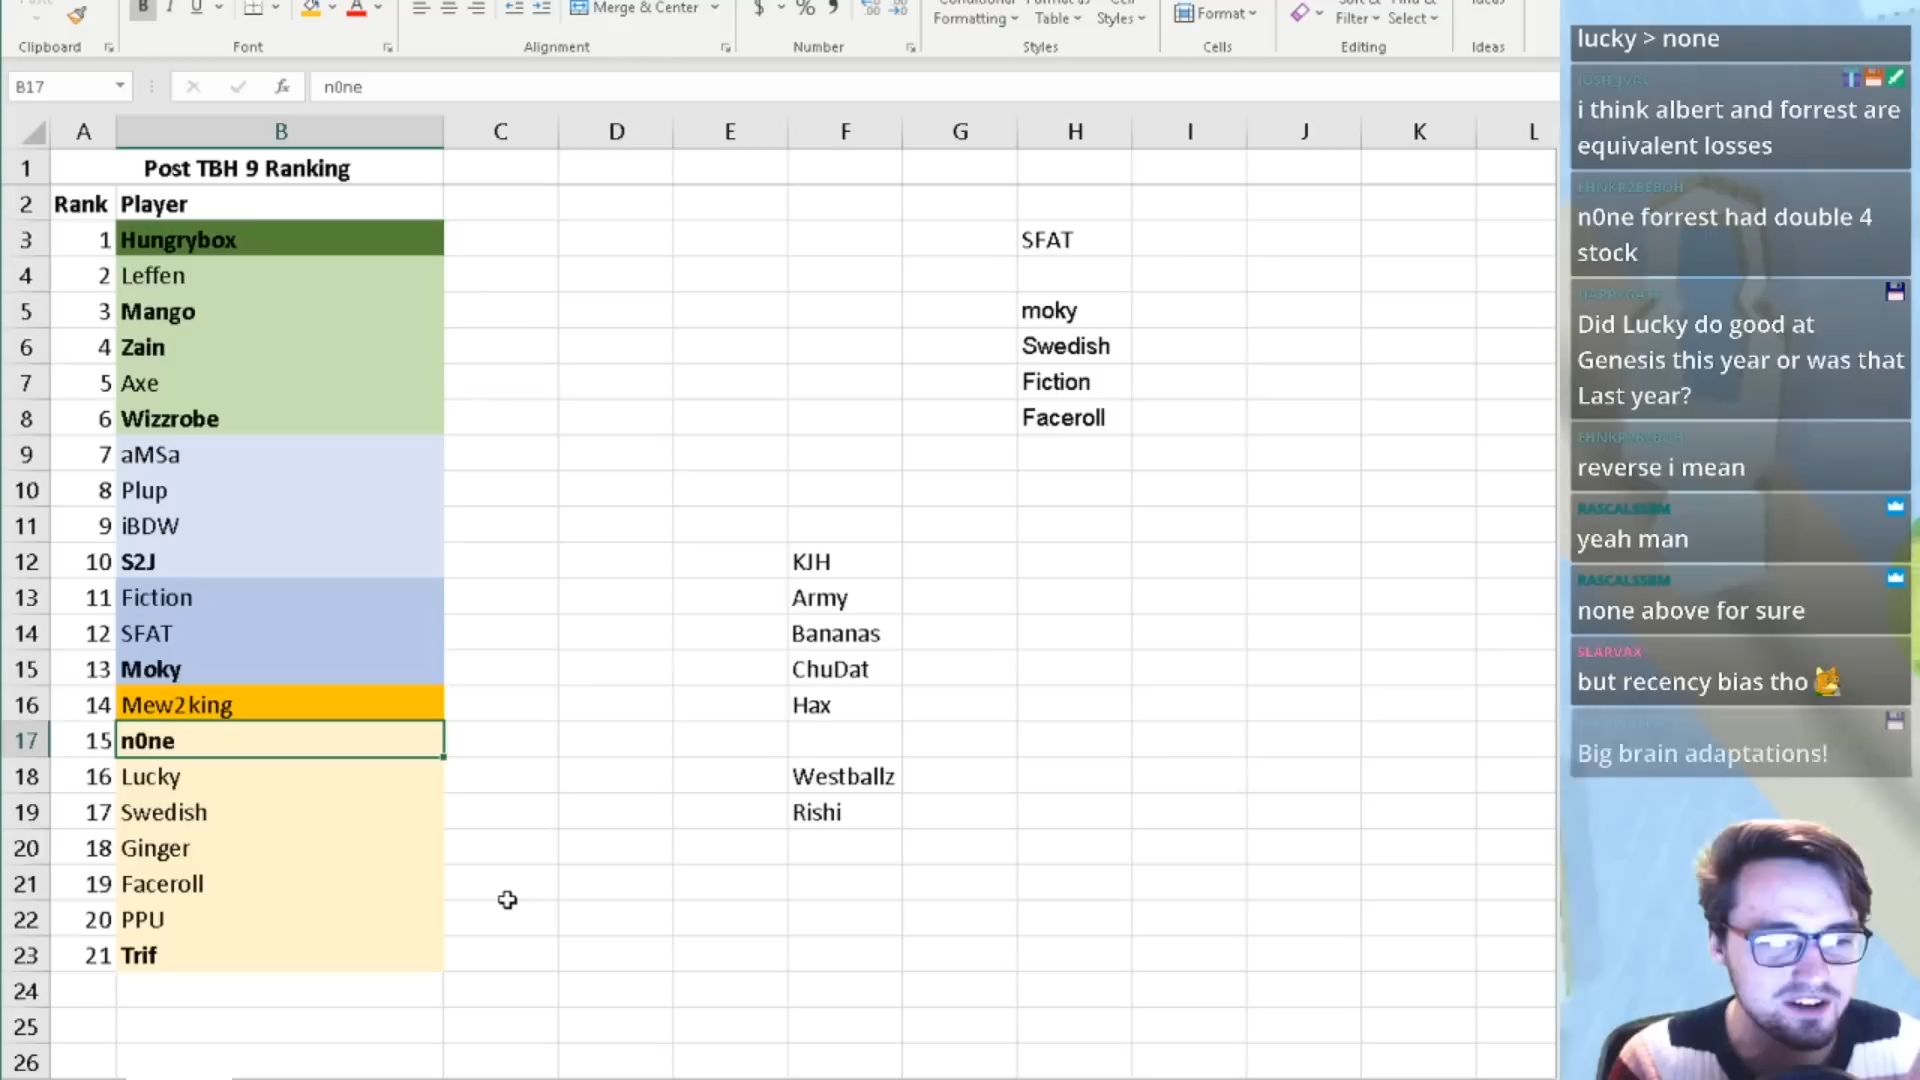 Merge & Center
$ % 9
Formatting Table Styles
Format
Filter Select
Clipboard Font Alignment Number Styles Cells Editing Ideas
B17 fx n0ne
A B C D E F G H I J K L
1 Post TBH 9 Ranking
2 Rank Player
3 1 Hungrybox SFAT
4 2 Leffen
5 3 Mango moky
6 4 Zain Swedish
7 5 Axe Fiction
8 6 Wizzrobe Faceroll
9 7 aMSa
10 8 Plup
11 9 iBDW
12 10 S2J KJH
13 11 Fiction Army
14 12 SFAT Bananas
15 13 Moky ChuDat
16 14 Mew2king Hax
17 15 n0ne
18 16 Lucky Westballz
19 17 Swedish Rishi
20 18 Ginger
21 19 Faceroll
22 20 PPU
23 21 Trif
24
25
26
lucky > none
i think albert and forrest are
equivalent losses
n0ne forrest had double 4
stock
Did Lucky do good at
Genesis this year or was that
Last year?
reverse i mean
RASCALSSBM
yeah man
RASCALSSBM
none above for sure
SLARVAX
but recency bias tho
Big brain adaptations!